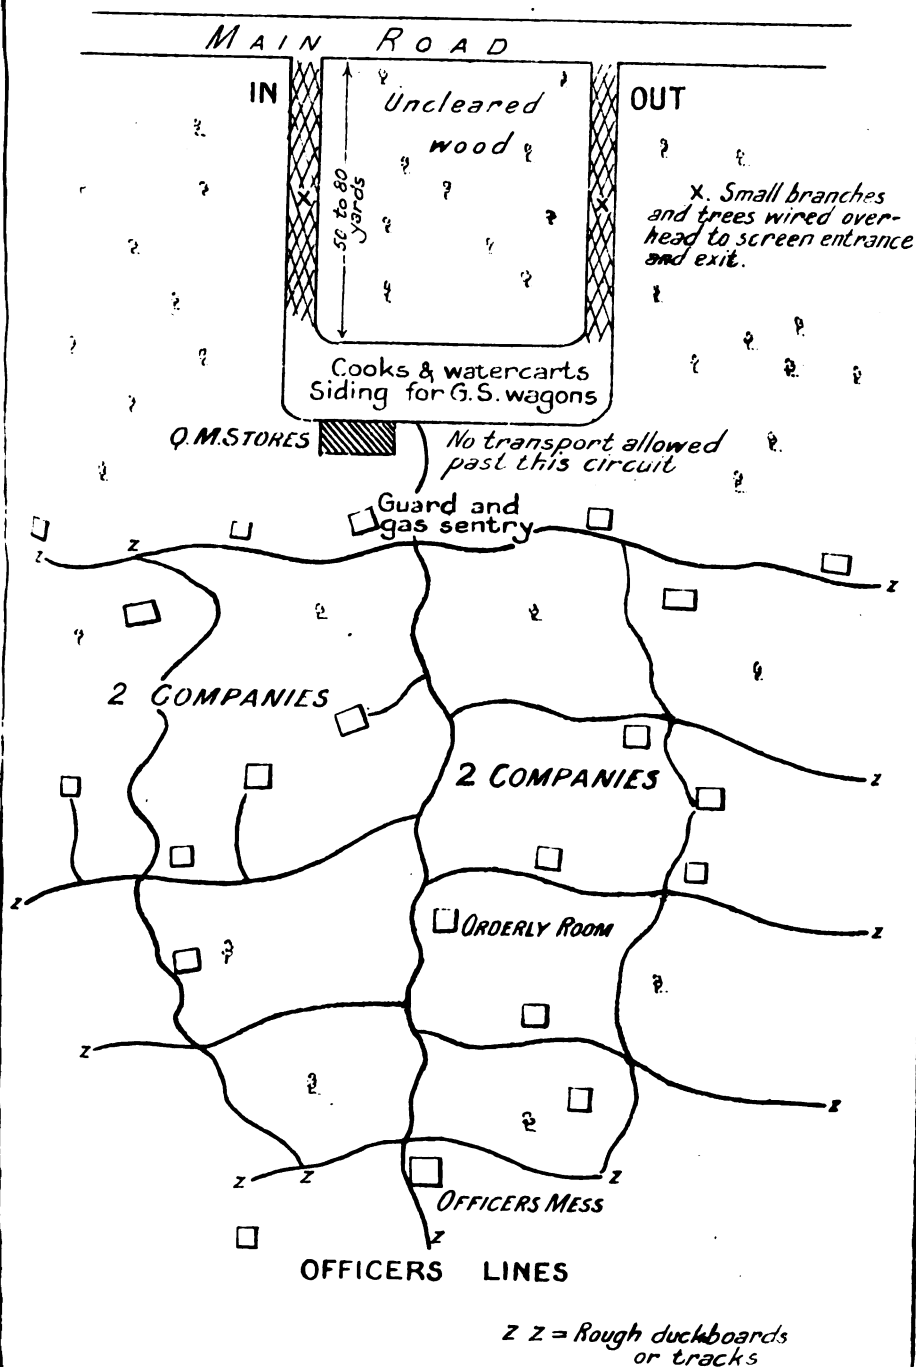 MAIN ROAD
IN
OUT
50 to 80
yards
Uncleared
wood
X
X
X. Small branches
and trees wired over-
head to screen entrance
and exit.
Cooks & watercarts
Siding for G.S. wagons
Q.M. STORES
No transport allowed
past this circuit
Guard and
gas sentry
z
z
z
2 COMPANIES
2 COMPANIES
z
z
z
ORDERLY ROOM
z
z
z
z
z
OFFICERS MESS
z
OFFICERS LINES
z z = Rough duckboards
or tracks